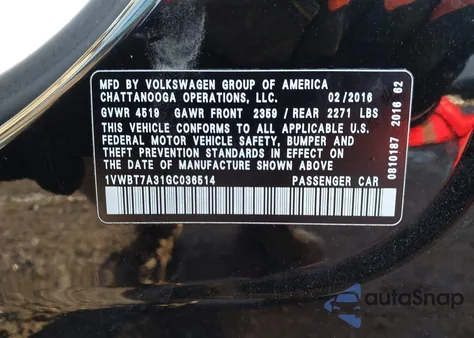 MFD. BY VOLKSWAGEN GROUP OF AMERICA
CHATTANOOGA OPERATIONS, LLC. 02/2016
GVWR 4519 GAWR FRONT 2359 / REAR 2271 LBS
THIS VEHICLE CONFORMS TO ALL APPLICABLE U.S.
FEDERAL MOTOR VEHICLE SAFETY, BUMPER AND
THEFT PREVENTION STANDARDS IN EFFECT ON
THE DATE OF MANUFACTURE SHOWN ABOVE
1VWBT7A31GC036514 PASSENGER CAR
0810187 2016 62
autoSnap